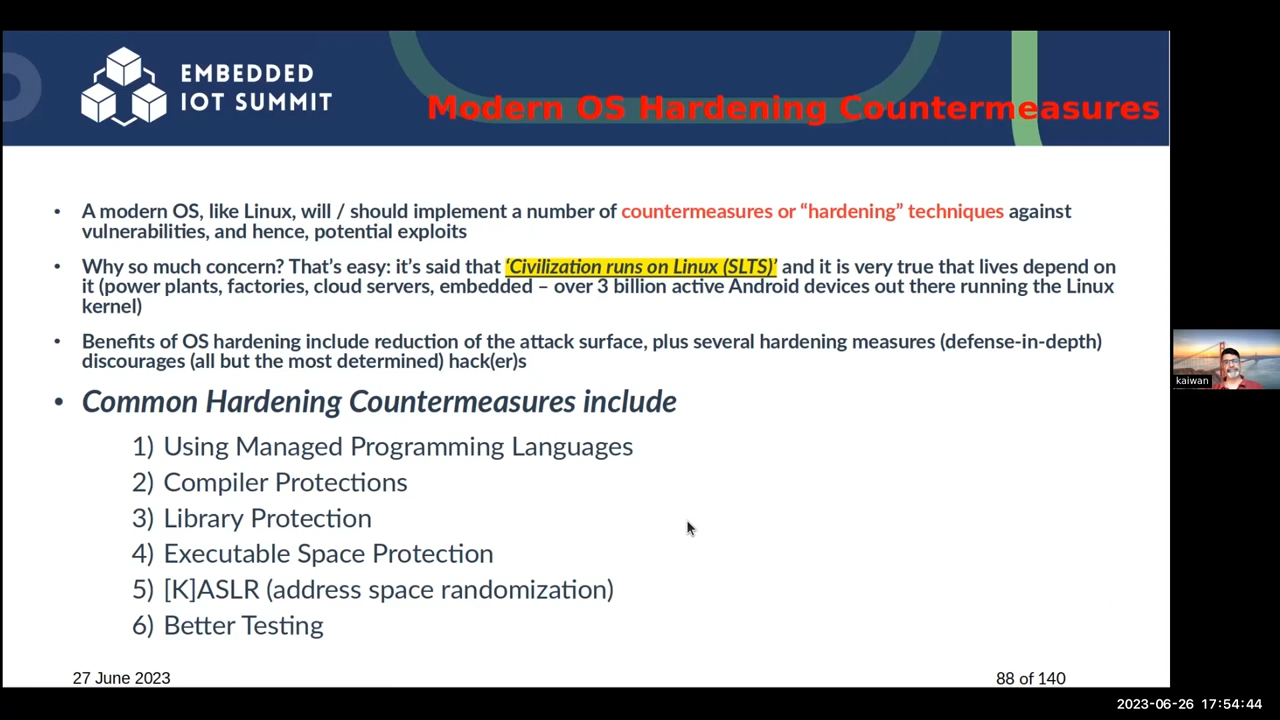 EMBEDDED
IOT SUMMIT
Modern OS Hardening Countermeasures
• A modern OS, like Linux, will / should implement a number of countermeasures or “hardening” techniques against
vulnerabilities, and hence, potential exploits
• Why so much concern? That’s easy: it’s said that ‘Civilization runs on Linux (SLTS)’ and it is very true that lives depend on
it (power plants, factories, cloud servers, embedded – over 3 billion active Android devices out there running the Linux
kernel)
• Benefits of OS hardening include reduction of the attack surface, plus several hardening measures (defense-in-depth)
discourages (all but the most determined) hack(er)s
• Common Hardening Countermeasures include
1) Using Managed Programming Languages
2) Compiler Protections
3) Library Protection
4) Executable Space Protection
5) [K]ASLR (address space randomization)
6) Better Testing
27 June 2023
88 of 140
kaiwan
2023-06-26 17:54:44